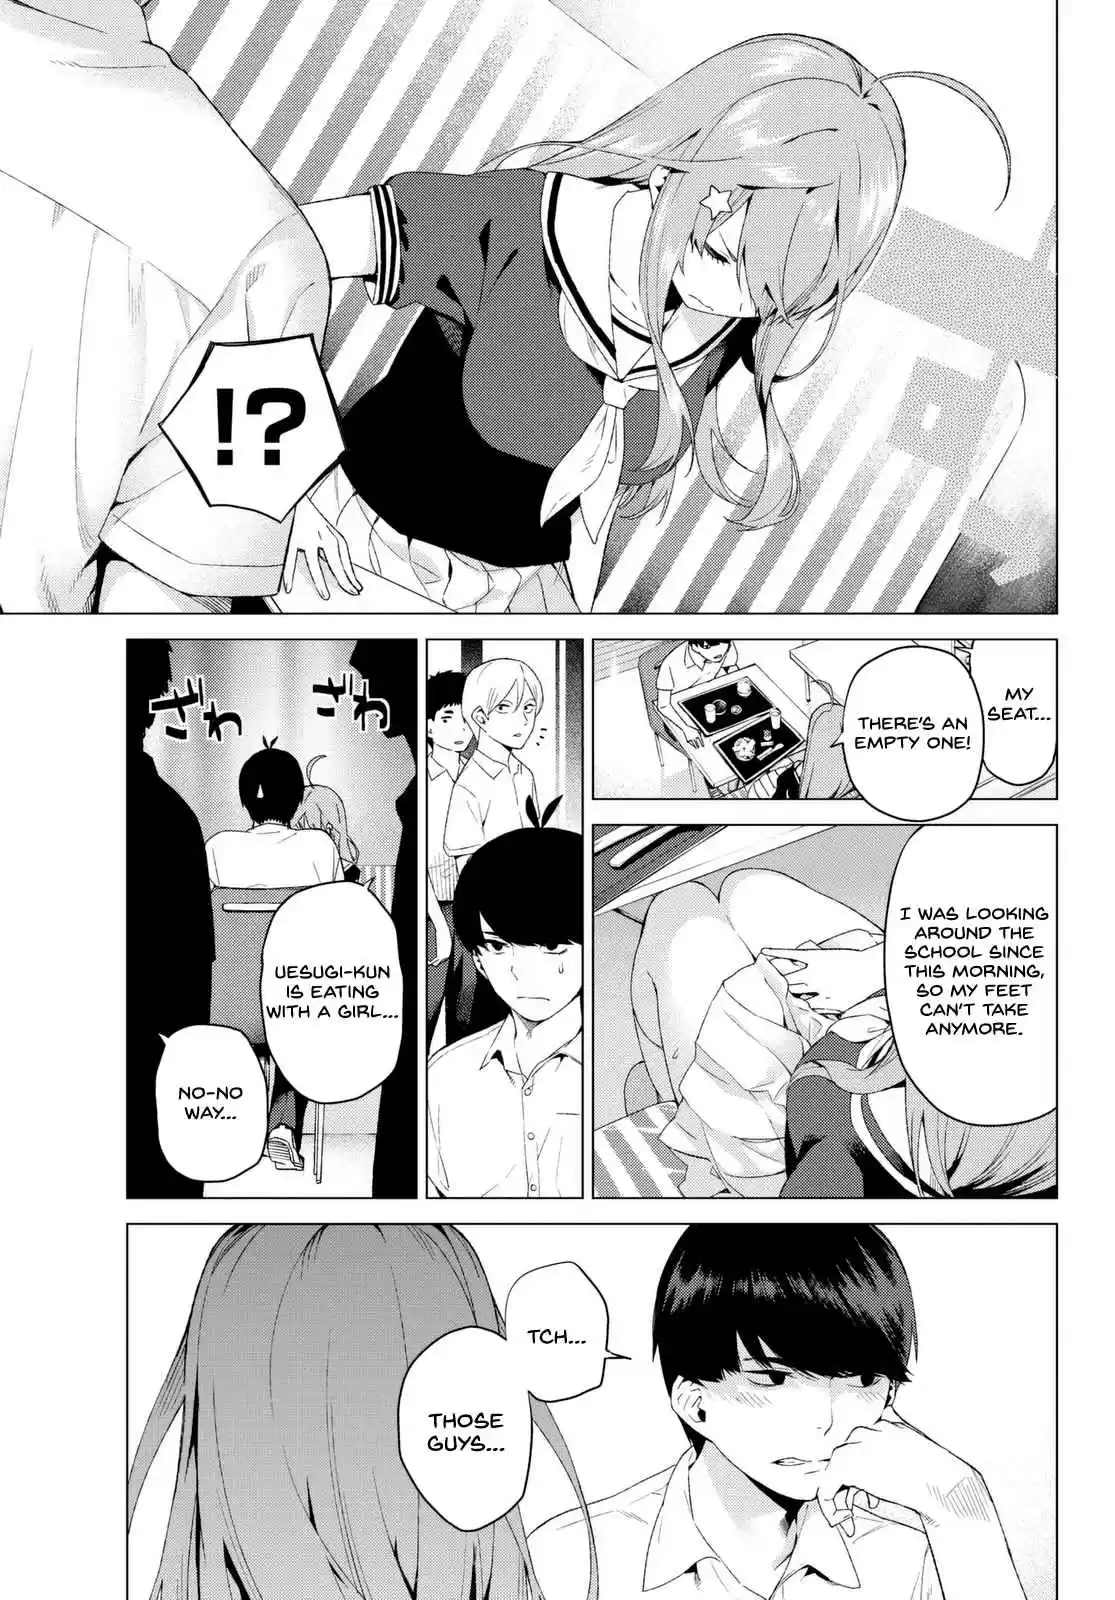 !?
MY
SEAT...
THERE'S AN
EMPTY ONE!
I WAS LOOKING
AROUND THE
SCHOOL SINCE
THIS MORNING,
SO MY FEET
CAN'T TAKE
ANYMORE.
ざわ
ざわ
UESUGI-KUN
IS EATING
WITH A GIRL...
NO-NO
WAY...
TCH...
THOSE
GUYS...